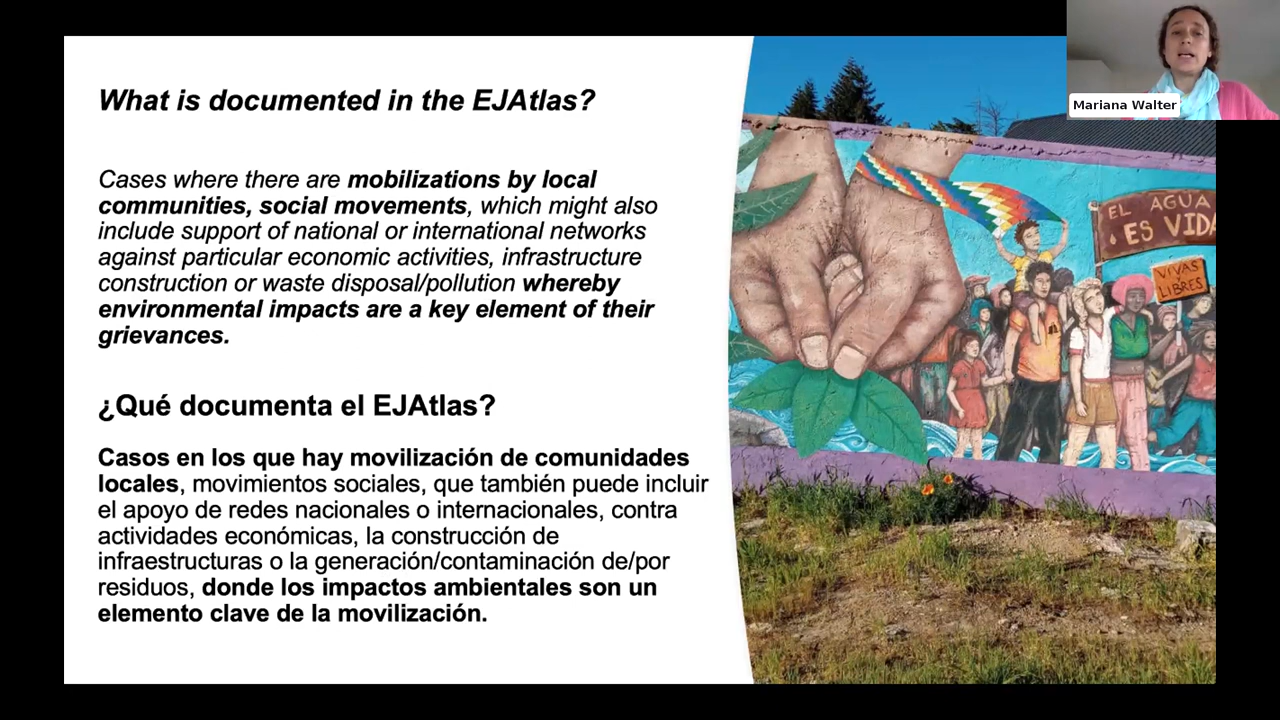 What is documented in the EJAtlas?
Cases where there are mobilizations by local
communities, social movements, which might also
include support of national or international networks
against particular economic activities, infrastructure
construction or waste disposal/pollution whereby
environmental impacts are a key element of their
grievances.
¿Qué documenta el EJAtlas?
Casos en los que hay movilización de comunidades
locales, movimientos sociales, que también puede incluir
el apoyo de redes nacionales o internacionales, contra
actividades económicas, la construcción de
infraestructuras o la generación/contaminación de/por
residuos, donde los impactos ambientales son un
elemento clave de la movilización.
Mariana Walter
EL AGUA
ES VIDA
VIVAS
Y
LIBRES